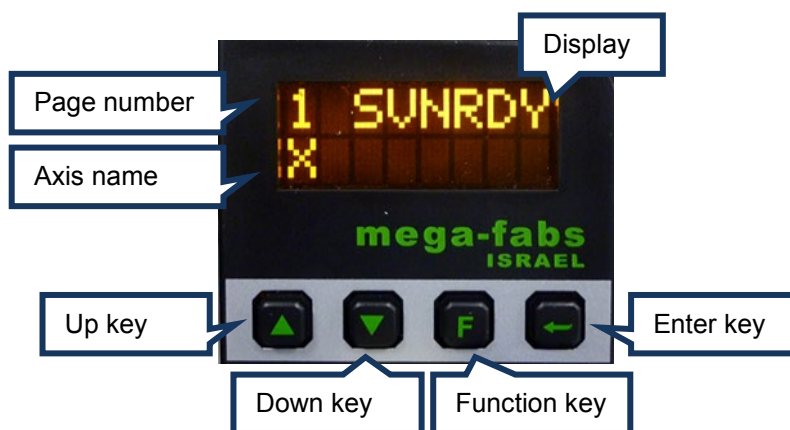 Display
Page number
1 SVNRDY
Axis name
X
mega-fabs
ISRAEL
Up key
F
Enter key
Down key
Function key